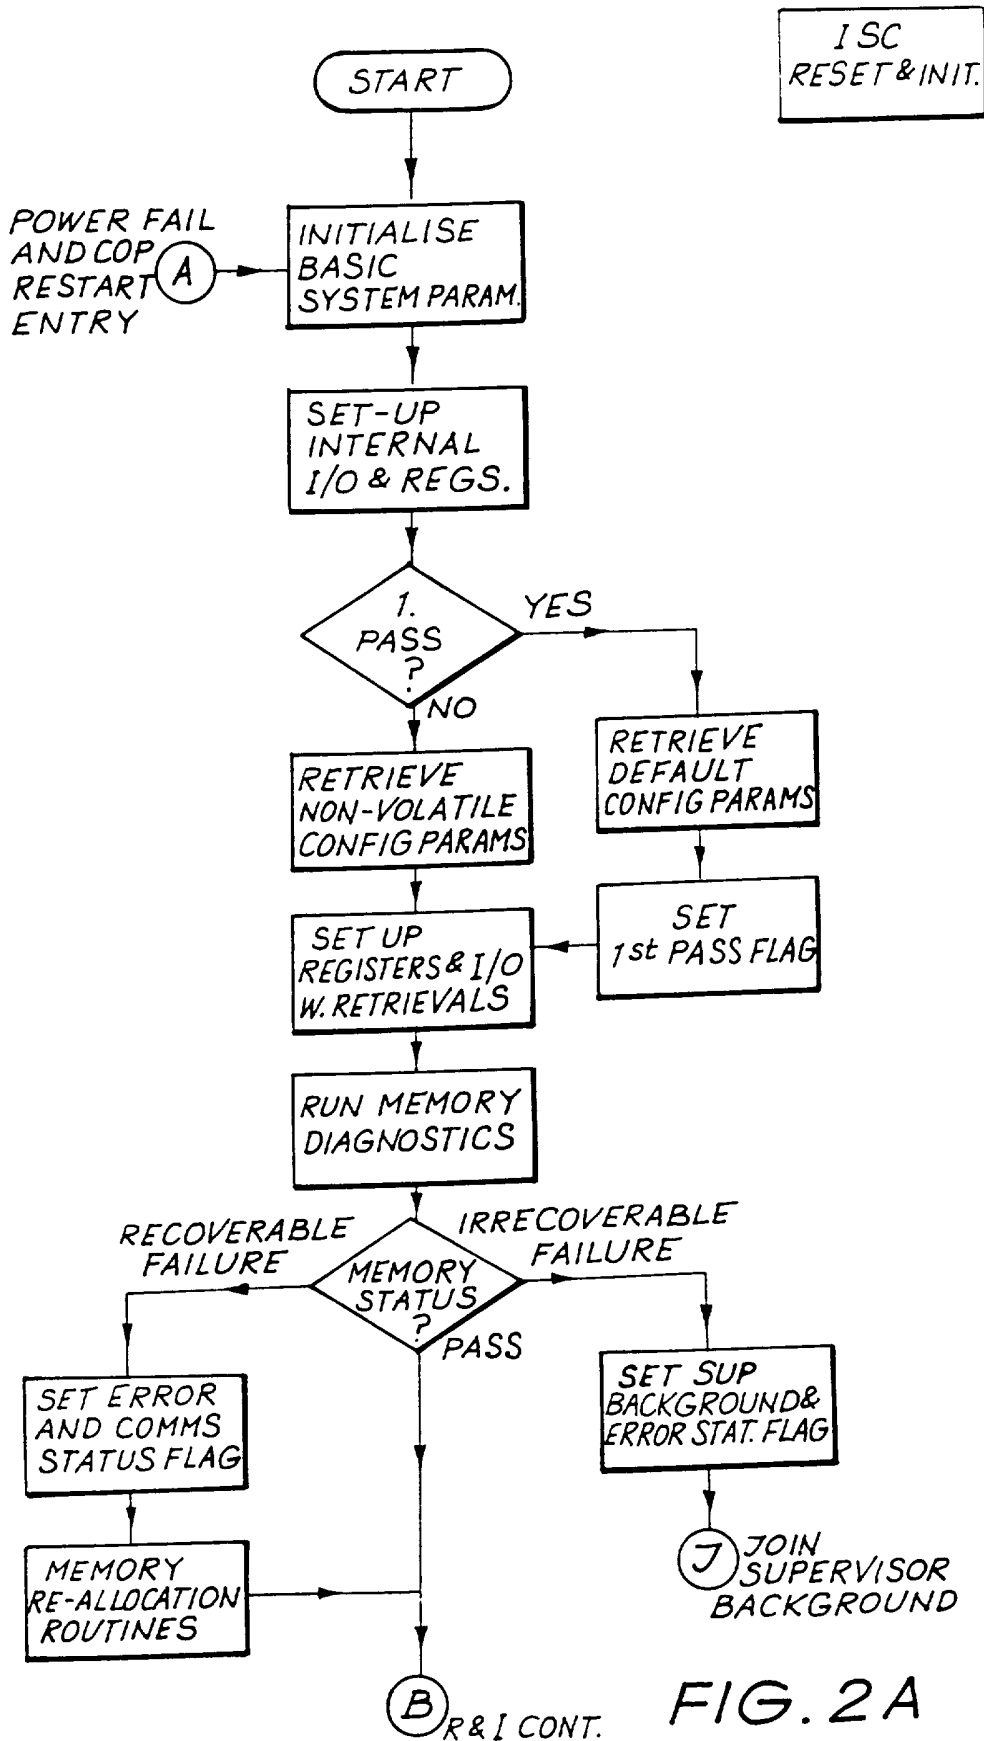 ISC
RESET & INIT.
START
POWER FAIL
AND COP
RESTART
ENTRY
A
INITIALISE
BASIC
SYSTEM PARAM.
SET-UP
INTERNAL
I/O & REGS.
1.
PASS
?
YES
NO
RETRIEVE
NON-VOLATILE
CONFIG PARAMS
RETRIEVE
DEFAULT
CONFIG PARAMS
SET
1st PASS FLAG
SET UP
REGISTERS & I/O
W. RETRIEVALS
RUN MEMORY
DIAGNOSTICS
RECOVERABLE
FAILURE
IRRECOVERABLE
FAILURE
MEMORY
STATUS
?
PASS
SET ERROR
AND COMMS
STATUS FLAG
SET SUP
BACKGROUND &
ERROR STAT. FLAG
MEMORY
RE-ALLOCATION
ROUTINES
J
JOIN
SUPERVISOR
BACKGROUND
B
R & I CONT.
FIG. 2A